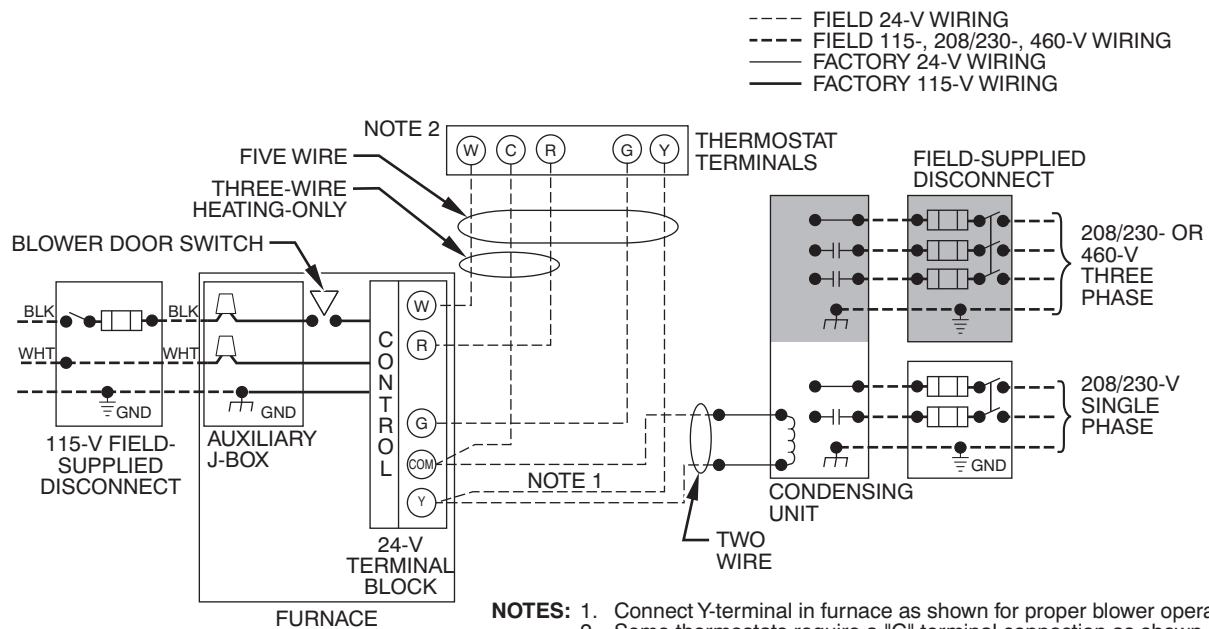 FIELD 24-V WIRING
FIELD 115-, 208/230-, 460-V WIRING
FACTORY 24-V WIRING
FACTORY 115-V WIRING
NOTE 2
W C R G Y
THERMOSTAT
TERMINALS
FIVE WIRE
THREE-WIRE
HEATING-ONLY
BLOWER DOOR SWITCH
FIELD-SUPPLIED
DISCONNECT
208/230- OR
460-V
THREE
PHASE
BLK
BLK
WHT
WHT
GND
GND
115-V FIELD-
SUPPLIED
DISCONNECT
AUXILIARY
J-BOX
CONTROL
W
R
G
COM
Y
24-V
TERMINAL
BLOCK
FURNACE
NOTE 1
TWO
WIRE
CONDENSING
UNIT
208/230-V
SINGLE
PHASE
GND
NOTES: 1. Connect Y-terminal in furnace as shown for proper blower opera